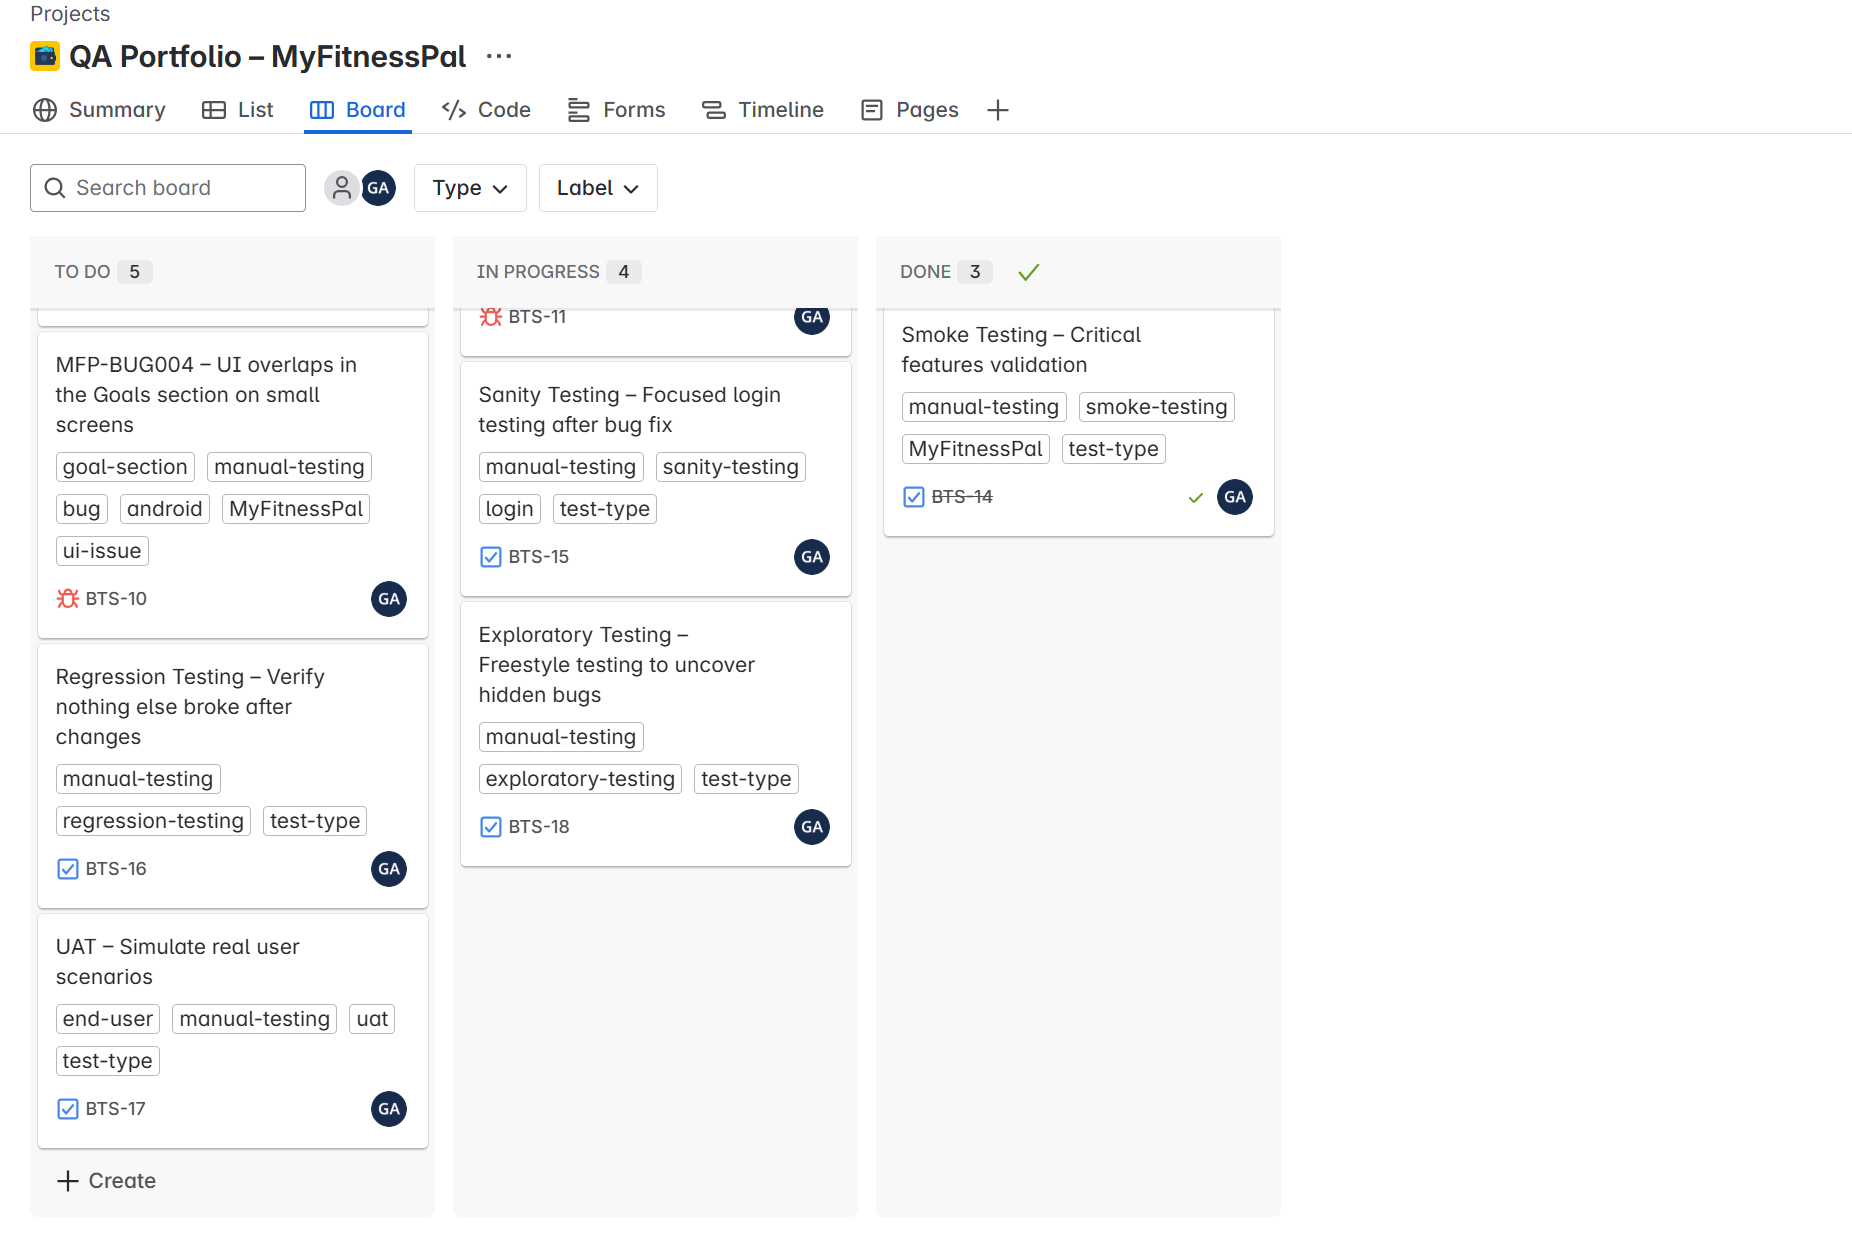 Projects
QA Portfolio – MyFitnessPal
Summary List Board Code Forms Timeline Pages
Search board GA Type Label
TO DO 5
MFP-BUG004 – UI overlaps in
the Goals section on small
screens
goal-section manual-testing
bug android MyFitnessPal
ui-issue
BTS-10 GA
Regression Testing – Verify
nothing else broke after
changes
manual-testing
regression-testing test-type
BTS-16 GA
UAT – Simulate real user
scenarios
end-user manual-testing uat
test-type
BTS-17 GA
Create
IN PROGRESS 4
BTS-11 GA
Sanity Testing – Focused login
testing after bug fix
manual-testing sanity-testing
login test-type
BTS-15 GA
Exploratory Testing –
Freestyle testing to uncover
hidden bugs
manual-testing
exploratory-testing test-type
BTS-18 GA
DONE 3
Smoke Testing – Critical
features validation
manual-testing smoke-testing
MyFitnessPal test-type
BTS-14 GA